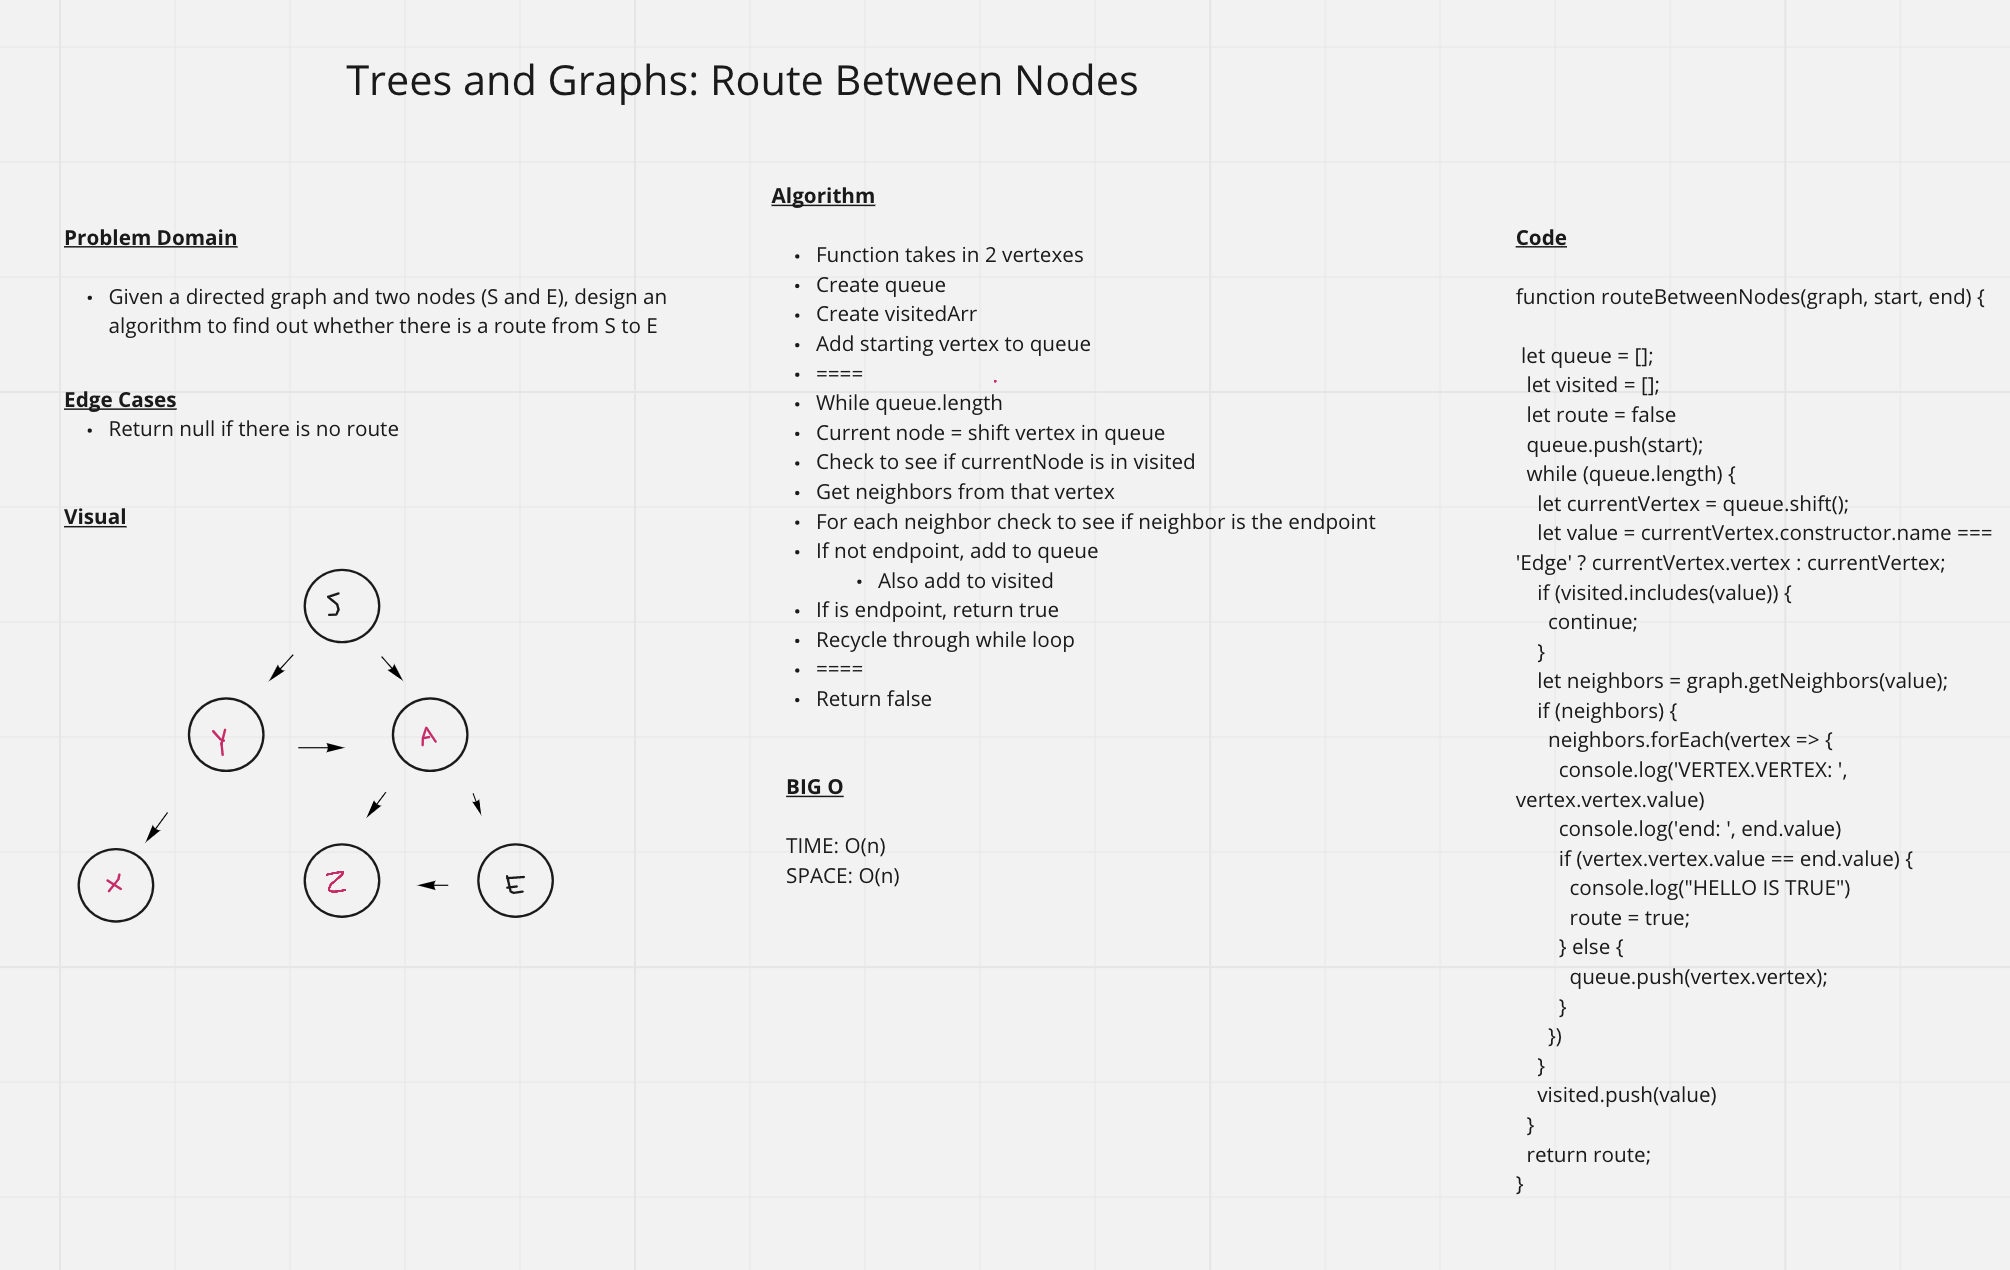 Trees and Graphs: Route Between Nodes
Problem Domain
• Given a directed graph and two nodes (S and E), design an
algorithm to find out whether there is a route from S to E
Edge Cases
• Return null if there is no route
Visual
S
Y
A
X
Z
E
Algorithm
• Function takes in 2 vertexes
• Create queue
• Create visitedArr
• Add starting vertex to queue
• ====
• While queue.length
• Current node = shift vertex in queue
• Check to see if currentNode is in visited
• Get neighbors from that vertex
• For each neighbor check to see if neighbor is the endpoint
• If not endpoint, add to queue
• Also add to visited
• If is endpoint, return true
• Recycle through while loop
• ====
• Return false
BIG O
TIME: O(n)
SPACE: O(n)
Code
function routeBetweenNodes(graph, start, end) {
let queue = [];
let visited = [];
let route = false
queue.push(start);
while (queue.length) {
let currentVertex = queue.shift();
let value = currentVertex.constructor.name ===
'Edge' ? currentVertex.vertex : currentVertex;
if (visited.includes(value)) {
continue;
}
let neighbors = graph.getNeighbors(value);
if (neighbors) {
neighbors.forEach(vertex => {
console.log('VERTEX.VERTEX: ',
vertex.vertex.value)
console.log('end: ', end.value)
if (vertex.vertex.value == end.value) {
console.log("HELLO IS TRUE")
route = true;
} else {
queue.push(vertex.vertex);
}
})
}
visited.push(value)
}
return route;
}